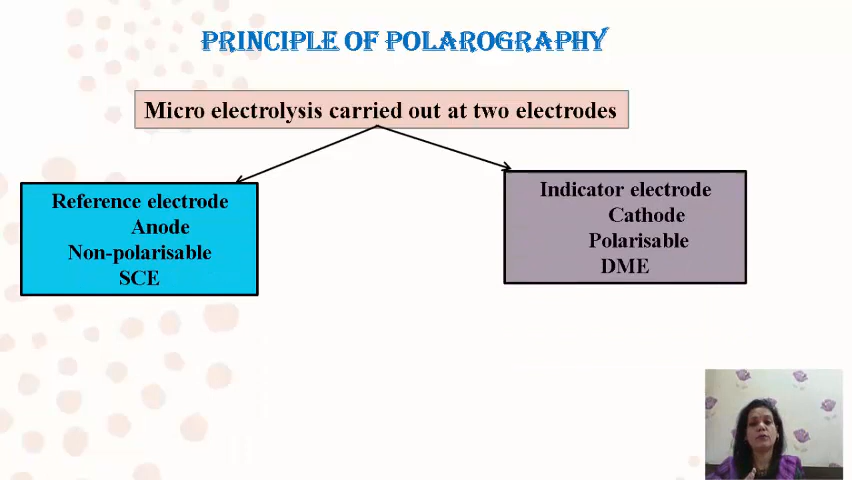 PRINCIPLE OF POLAROGRAPHY
Micro electrolysis carried out at two electrodes
Reference electrode
Anode
Non-polarisable
SCE
Indicator electrode
Cathode
Polarisable
DME